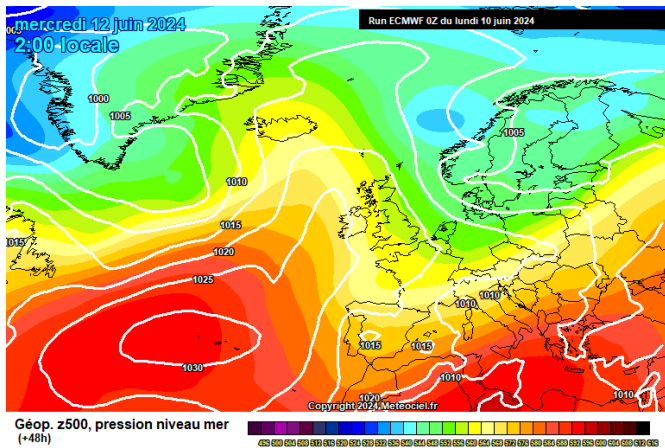 mercredi 12 juin 2024
2:00 locale
Run ECMWF 0Z du lundi 10 juin 2024
1000
1005
1005
1010
1015
1015
1020
1025
1010
1010
1015
1015
1030
1010
1010
1020
Copyright 2024 Meteociel.fr
Géop. z500, pression niveau mer
(+48h)